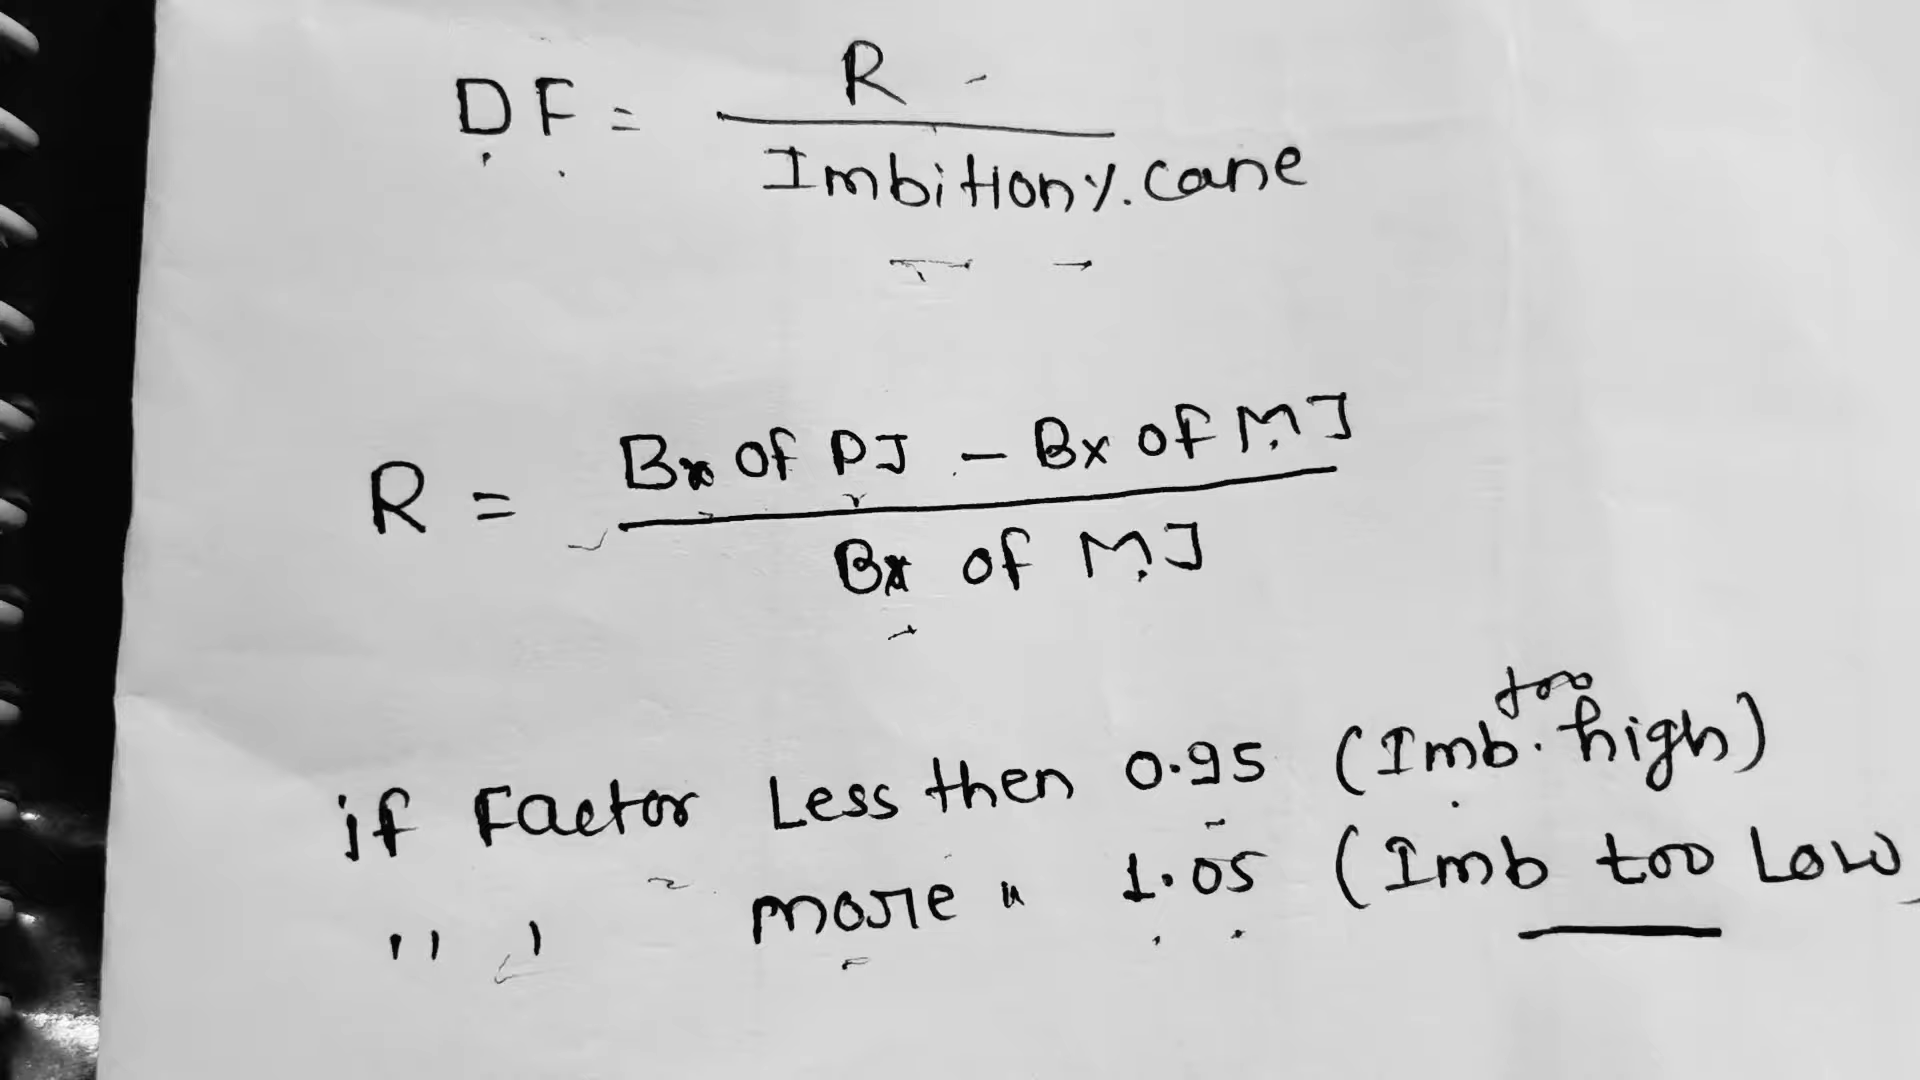 DF = R
Imbition%.cane
R = Bx of PJ - Bx of MJ
Bx of MJ
if Factor Less then 0.95 (Imb. too high)
" " more " 1.05 (Imb too Low)